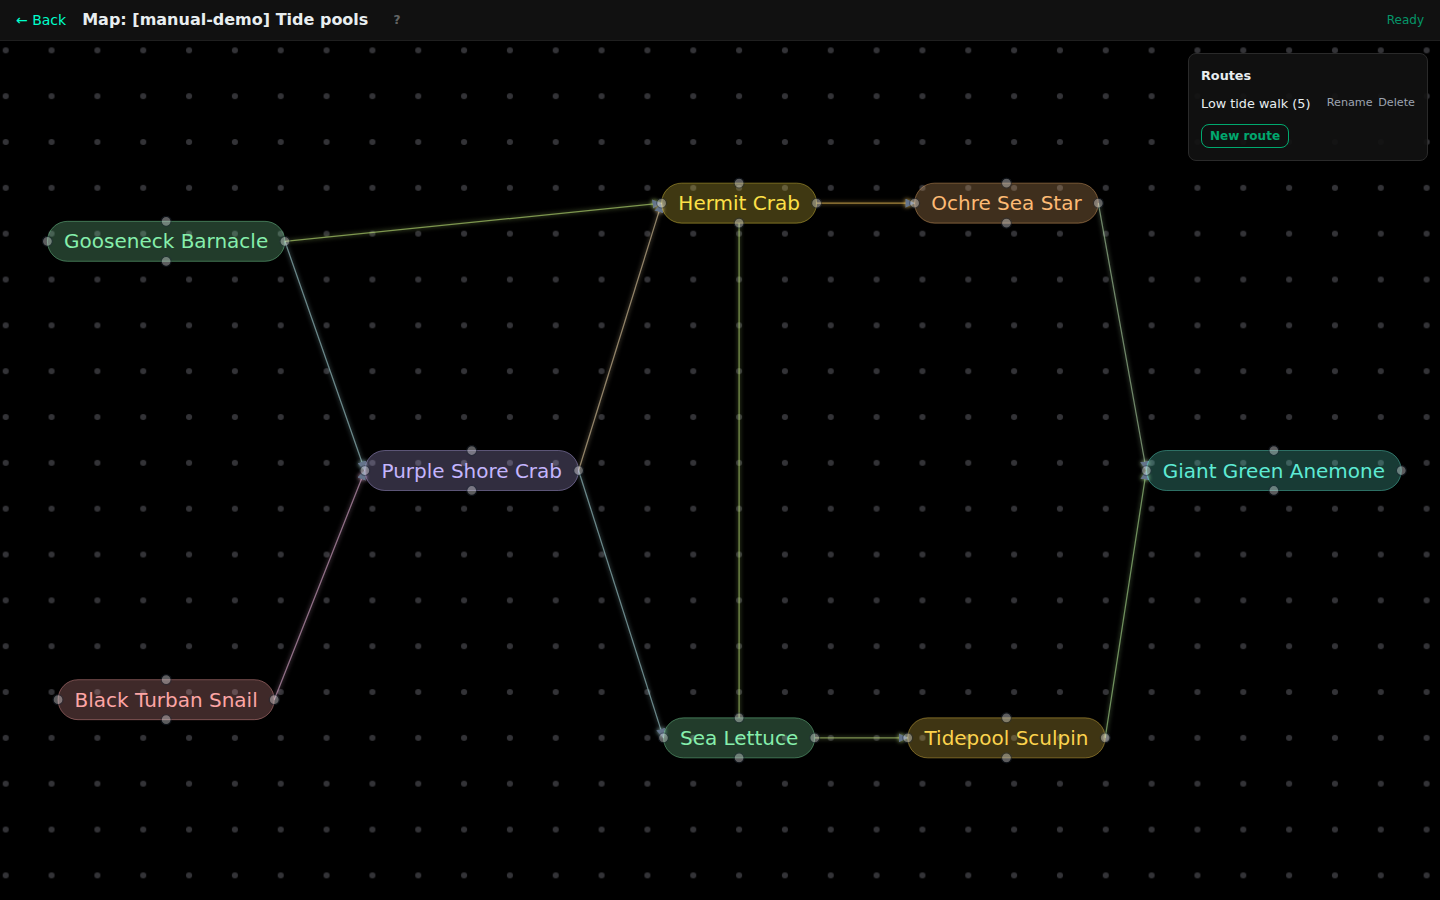 ← Back Map: [manual-demo] Tide pools ? Ready
Routes
Low tide walk (5) Rename Delete
New route
Hermit Crab
Ochre Sea Star
Gooseneck Barnacle
Purple Shore Crab
Giant Green Anemone
Black Turban Snail
Sea Lettuce
Tidepool Sculpin